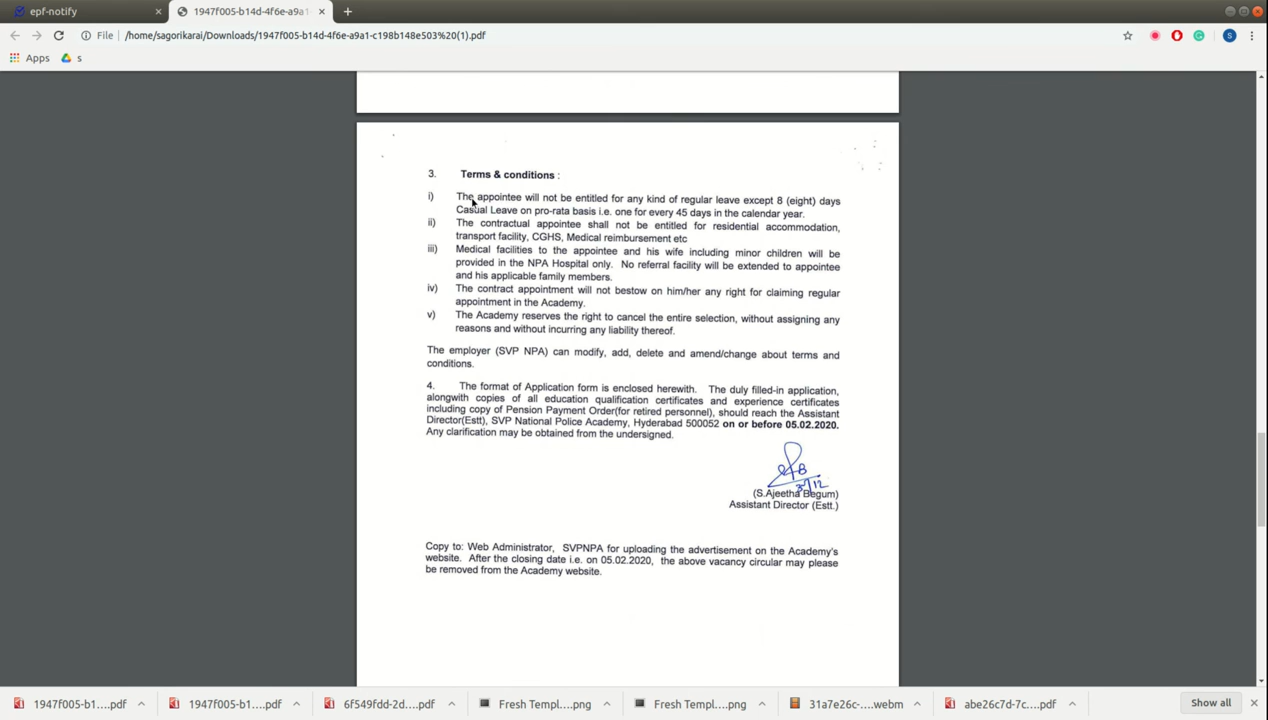 epf-notify
1947f005-b14d-4f6e-a9a1
File
/home/sagorikarai/Downloads/1947f005-b14d-4f6e-a9a1-c198b148e503%20(1).pdf
S
Apps
s
3. Terms & conditions :
i) The appointee will not be entitled for any kind of regular leave except 8 (eight) days
Casual Leave on pro-rata basis i.e. one for every 45 days in the calendar year.
ii) The contractual appointee shall not be entitled for residential accommodation,
transport facility, CGHS, Medical reimbursement etc
iii) Medical facilities to the appointee and his wife including minor children will be
provided in the NPA Hospital only. No referral facility will be extended to appointee
and his applicable family members.
iv) The contract appointment will not bestow on him/her any right for claiming regular
appointment in the Academy.
v) The Academy reserves the right to cancel the entire selection, without assigning any
reasons and without incurring any liability thereof.
The employer (SVP NPA) can modify, add, delete and amend/change about terms and
conditions.
4. The format of Application form is enclosed herewith. The duly filled-in application,
alongwith copies of all education qualification certificates and experience certificates
including copy of Pension Payment Order(for retired personnel), should reach the Assistant
Director(Estt), SVP National Police Academy, Hyderabad 500052 on or before 05.02.2020.
Any clarification may be obtained from the undersigned.
(S.Ajeetha Begum)
Assistant Director (Estt.)
Copy to: Web Administrator, SVPNPA for uploading the advertisement on the Academy's
website. After the closing date i.e. on 05.02.2020, the above vacancy circular may please
be removed from the Academy website.
1947f005-b1....pdf
1947f005-b1....pdf
6f549fdd-2d....pdf
Fresh Templ....png
Fresh Templ....png
31a7e26c-....webm
abe26c7d-7c....pdf
Show all